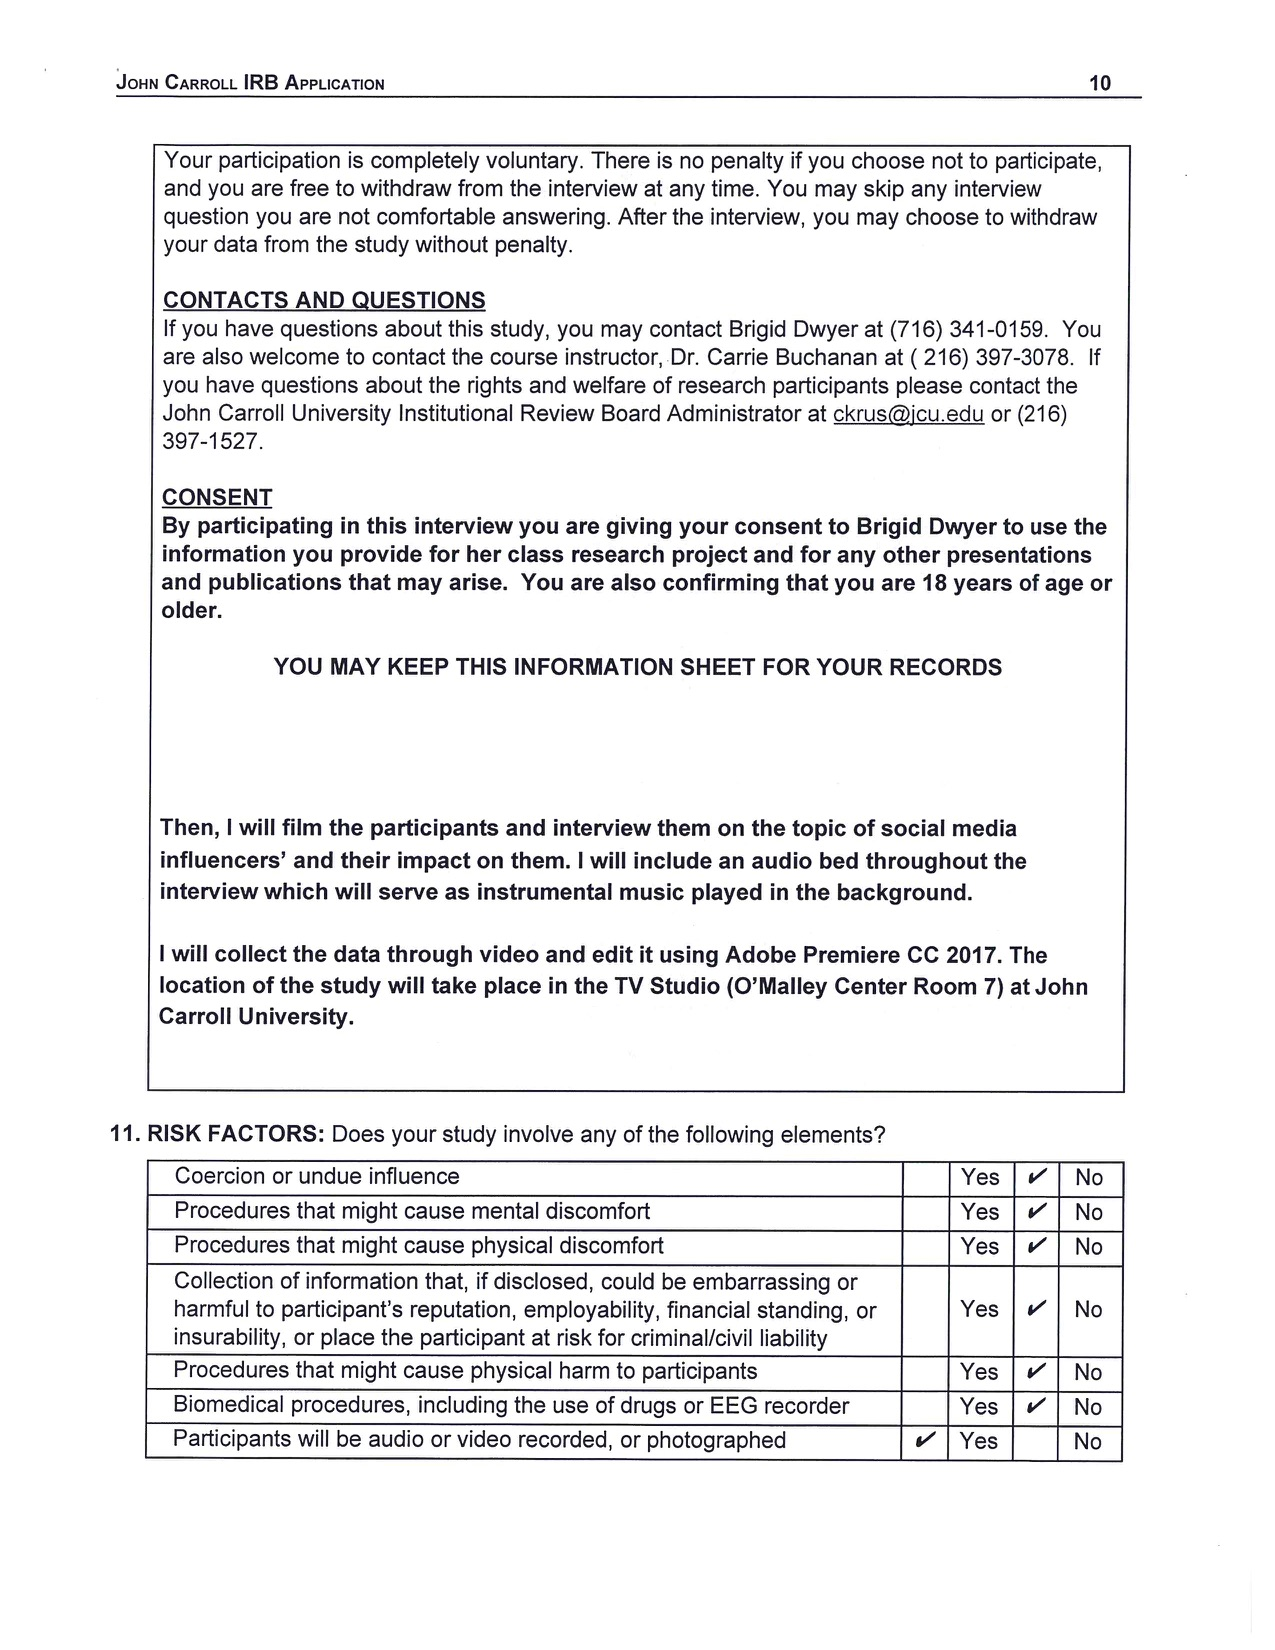 JOHN CARROLL IRB APPLICATION 10
Your participation is completely voluntary. There is no penalty if you choose not to participate,
and you are free to withdraw from the interview at any time. You may skip any interview
question you are not comfortable answering. After the interview, you may choose to withdraw
your data from the study without penalty.
CONTACTS AND QUESTIONS
If you have questions about this study, you may contact Brigid Dwyer at (716) 341-0159. You
are also welcome to contact the course instructor, Dr. Carrie Buchanan at ( 216) 397-3078. If
you have questions about the rights and welfare of research participants please contact the
John Carroll University Institutional Review Board Administrator at ckrus@jcu.edu or (216)
397-1527.
CONSENT
By participating in this interview you are giving your consent to Brigid Dwyer to use the
information you provide for her class research project and for any other presentations
and publications that may arise. You are also confirming that you are 18 years of age or
older.
YOU MAY KEEP THIS INFORMATION SHEET FOR YOUR RECORDS
Then, I will film the participants and interview them on the topic of social media
influencers' and their impact on them. I will include an audio bed throughout the
interview which will serve as instrumental music played in the background.
I will collect the data through video and edit it using Adobe Premiere CC 2017. The
location of the study will take place in the TV Studio (O'Malley Center Room 7) at John
Carroll University.
11. RISK FACTORS: Does your study involve any of the following elements?
Coercion or undue influence Yes ✔ No
Procedures that might cause mental discomfort Yes ✔ No
Procedures that might cause physical discomfort Yes ✔ No
Collection of information that, if disclosed, could be embarrassing or
harmful to participant's reputation, employability, financial standing, or Yes ✔ No
insurability, or place the participant at risk for criminal/civil liability
Procedures that might cause physical harm to participants Yes ✔ No
Biomedical procedures, including the use of drugs or EEG recorder Yes ✔ No
Participants will be audio or video recorded, or photographed ✔ Yes No